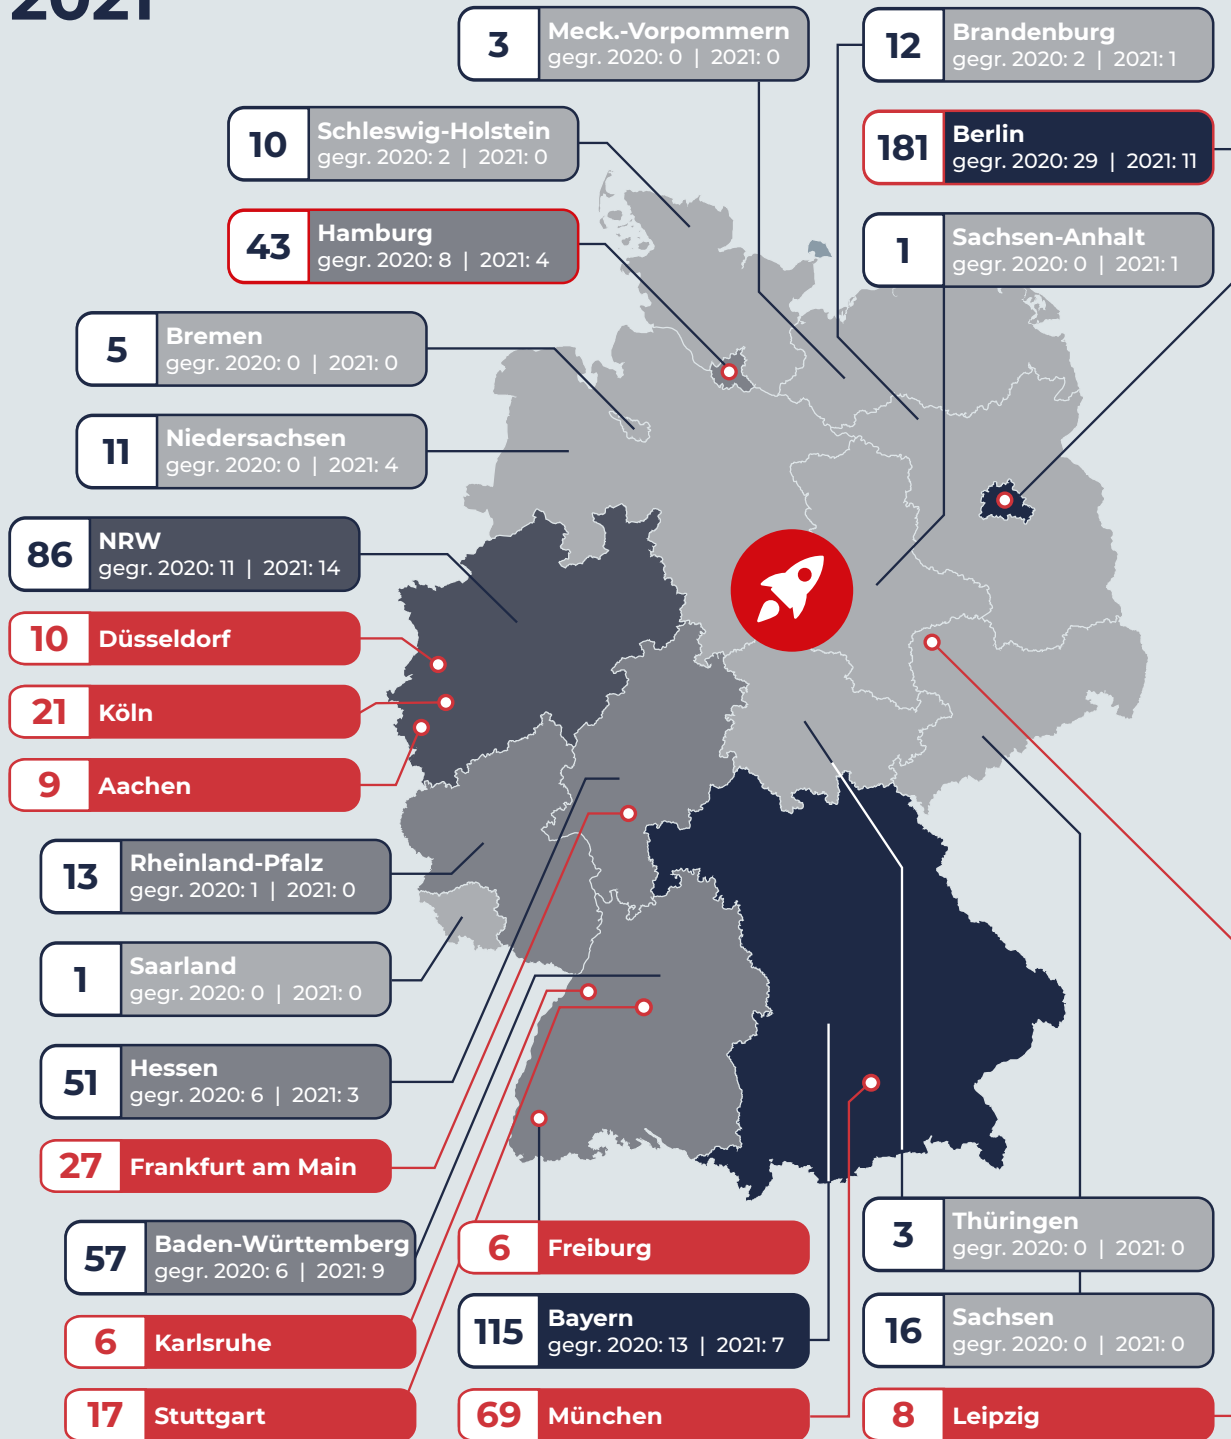 2021
3
Meck.-Vorpommern
gegr. 2020: 0 | 2021: 0
12
Brandenburg
gegr. 2020: 2 | 2021: 1
10
Schleswig-Holstein
gegr. 2020: 2 | 2021: 0
181
Berlin
gegr. 2020: 29 | 2021: 11
43
Hamburg
gegr. 2020: 8 | 2021: 4
1
Sachsen-Anhalt
gegr. 2020: 0 | 2021: 1
5
Bremen
gegr. 2020: 0 | 2021: 0
11
Niedersachsen
gegr. 2020: 0 | 2021: 4
86
NRW
gegr. 2020: 11 | 2021: 14
10
Düsseldorf
21
Köln
9
Aachen
13
Rheinland-Pfalz
gegr. 2020: 1 | 2021: 0
1
Saarland
gegr. 2020: 0 | 2021: 0
51
Hessen
gegr. 2020: 6 | 2021: 3
27
Frankfurt am Main
57
Baden-Württemberg
gegr. 2020: 6 | 2021: 9
6
Karlsruhe
17
Stuttgart
6
Freiburg
115
Bayern
gegr. 2020: 13 | 2021: 7
69
München
3
Thüringen
gegr. 2020: 0 | 2021: 0
16
Sachsen
gegr. 2020: 0 | 2021: 0
8
Leipzig